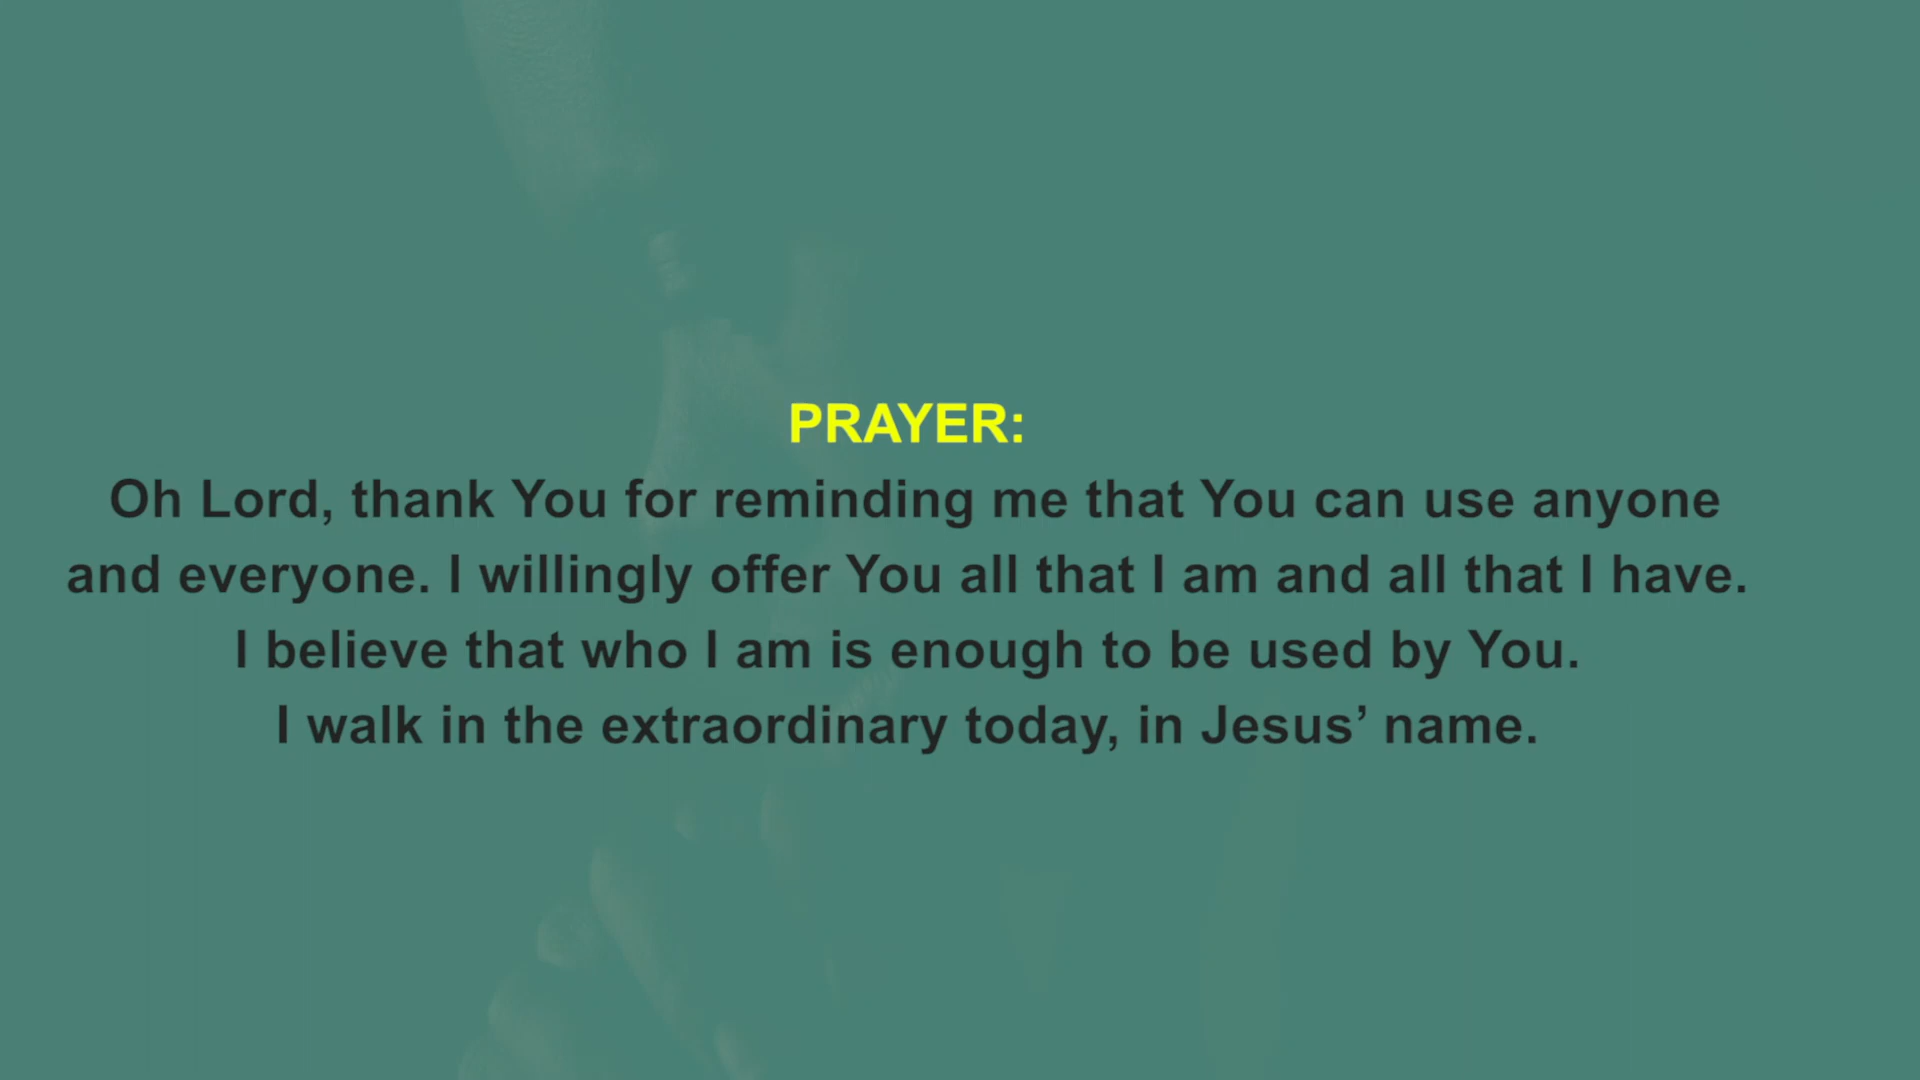 PRAYER:
Oh Lord, thank You for reminding me that You can use anyone
and everyone. I willingly offer You all that I am and all that I have.
I believe that who I am is enough to be used by You.
I walk in the extraordinary today, in Jesus’ name.